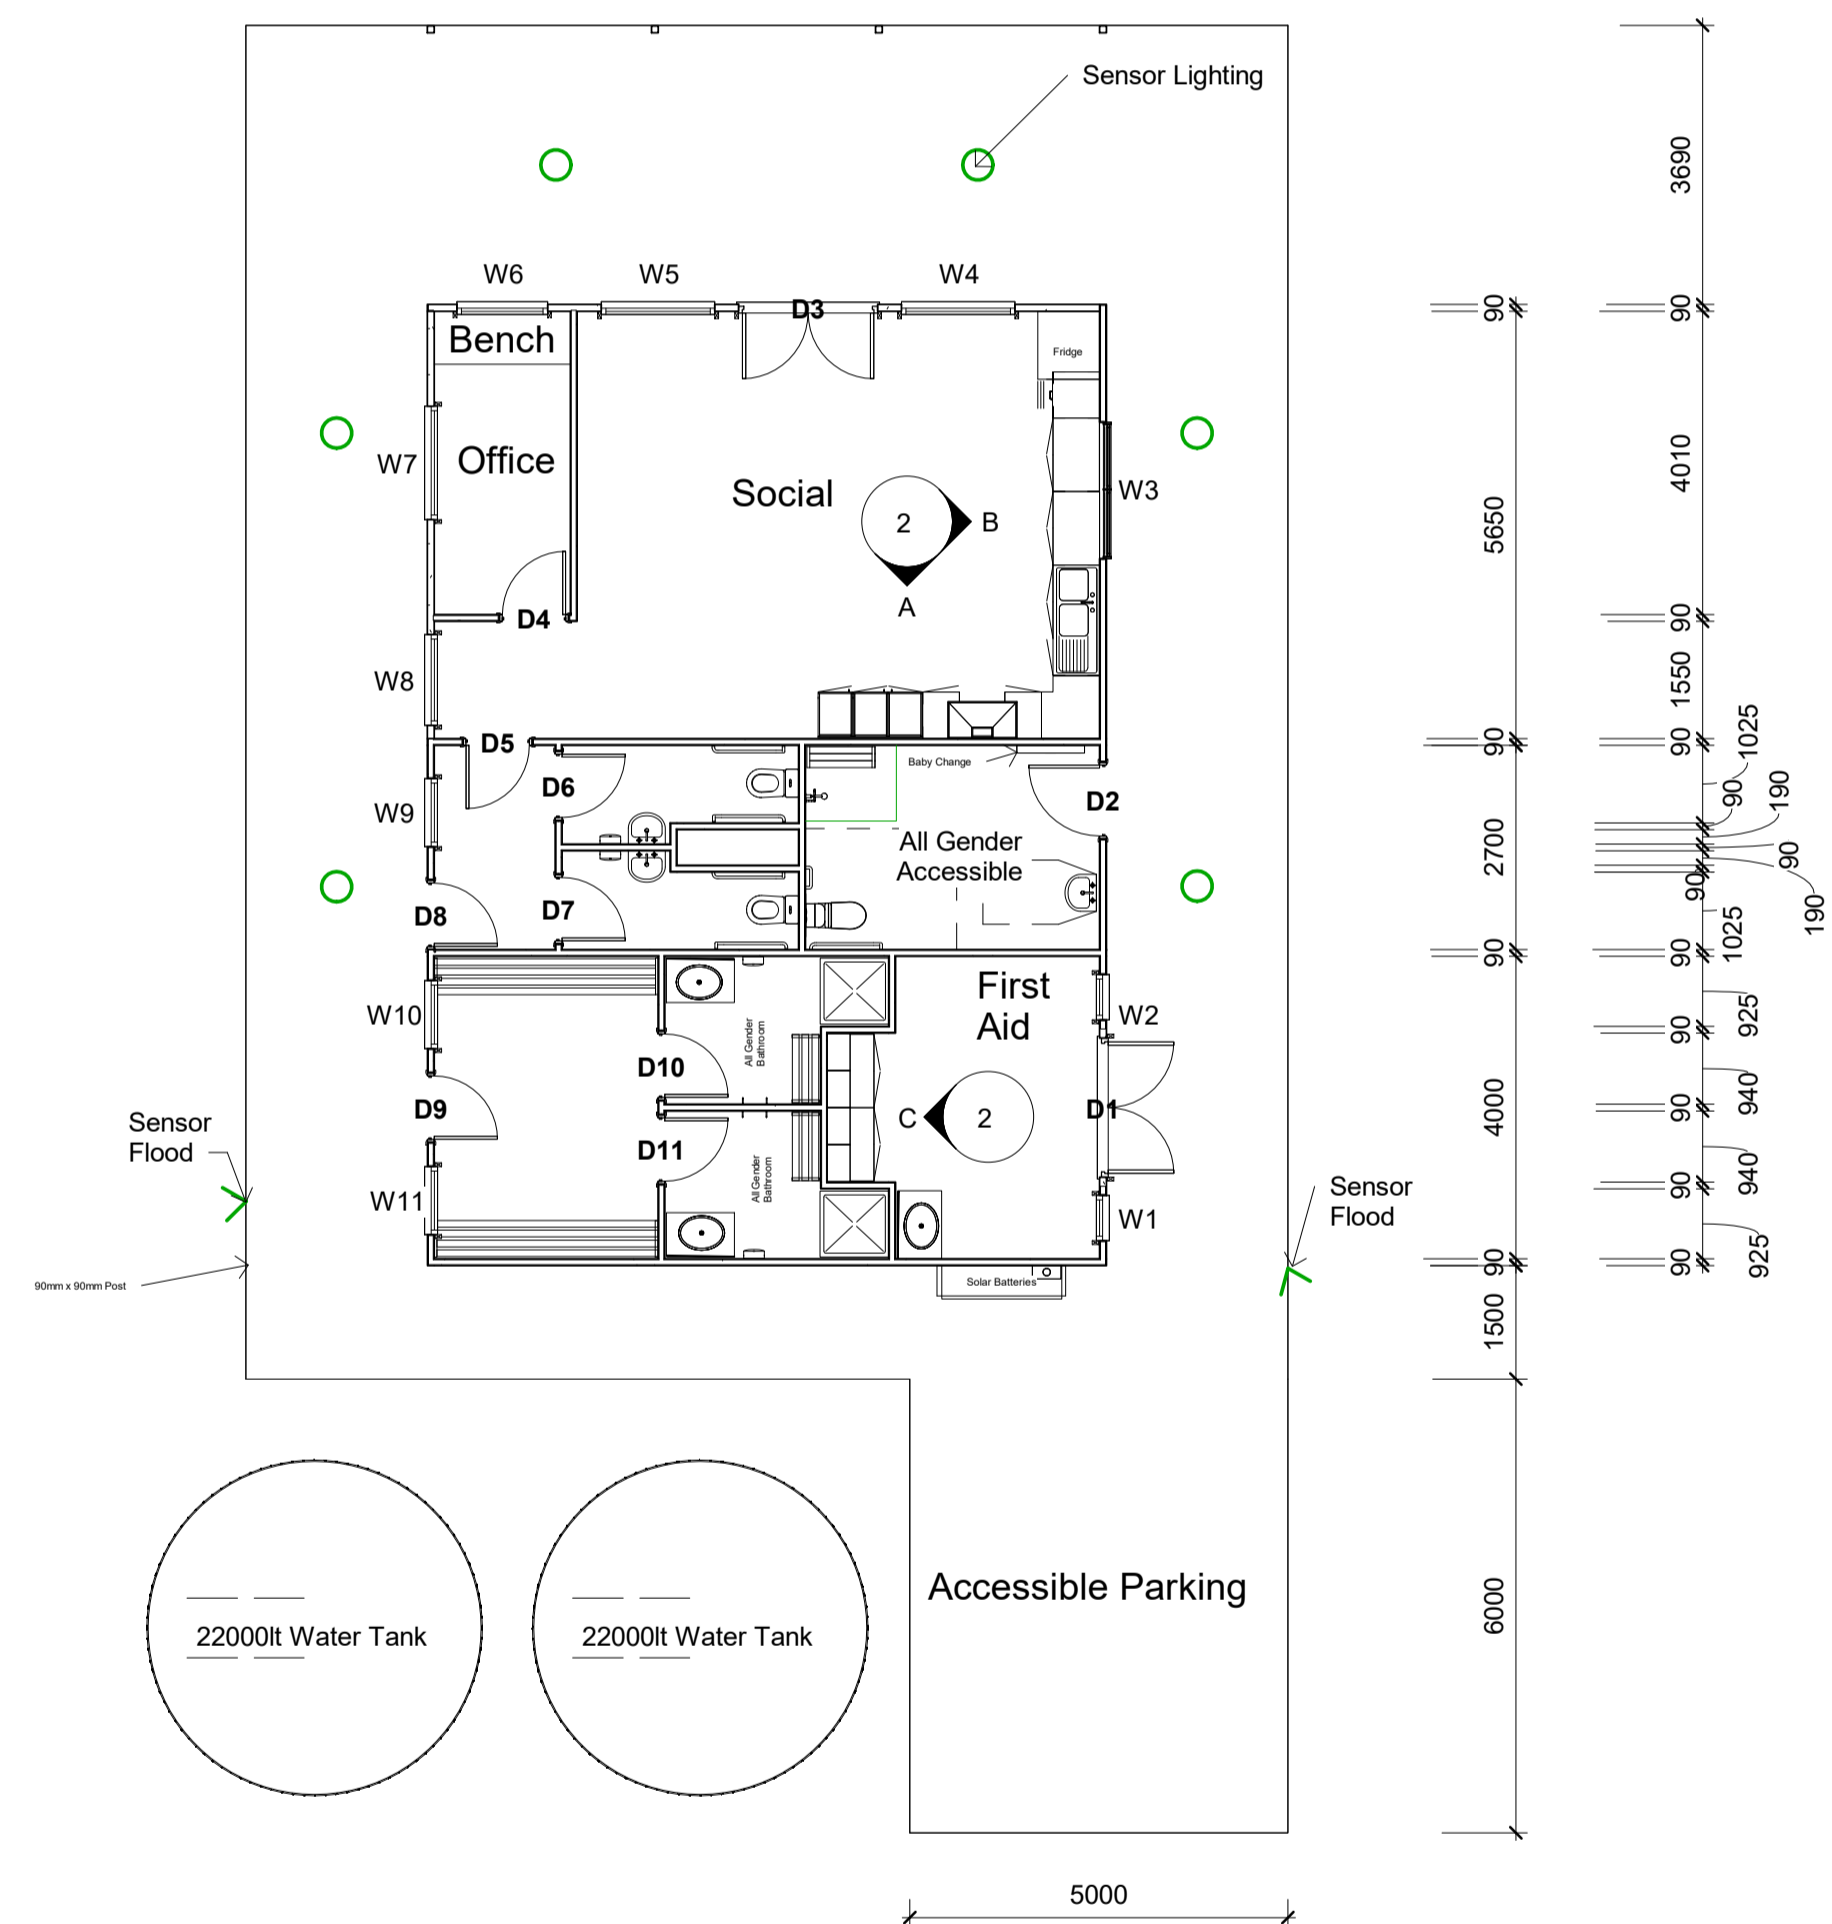 Sensor Lighting
3690
W6
W5
W4
D3
90
90
Bench
Fridge
Office
W7
Social
W3
2
B
A
5650
4010
D4
90
W8
1550
D5
90
90
1025
Baby Change
D6
D2
W9
90
190
All Gender
Accessible
2700
90
90
190
D8
D7
1025
90
90
First
Aid
W10
W2
925
90
All Gender
Bathroom
D10
D9
D1
C
2
4000
90
940
Sensor
Flood
D11
All Gender
Bathroom
940
90
W11
W1
Sensor
Flood
925
90
90
90mm x 90mm Post
Solar Batteries
1500
Accessible Parking
6000
22000lt Water Tank
22000lt Water Tank
5000